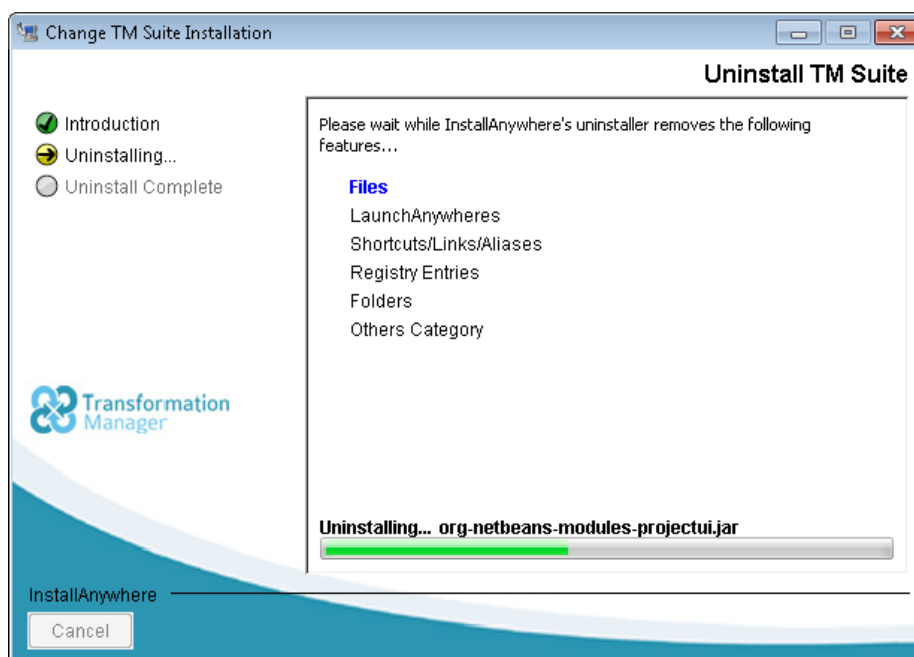 Change TM Suite Installation
Uninstall TM Suite
Introduction
Uninstalling...
Uninstall Complete
Please wait while InstallAnywhere's uninstaller removes the following
features...
Files
LaunchAnywheres
Shortcuts/Links/Aliases
Registry Entries
Folders
Others Category
Transformation
Manager
Uninstalling... org-netbeans-modules-projectui.jar
InstallAnywhere
Cancel